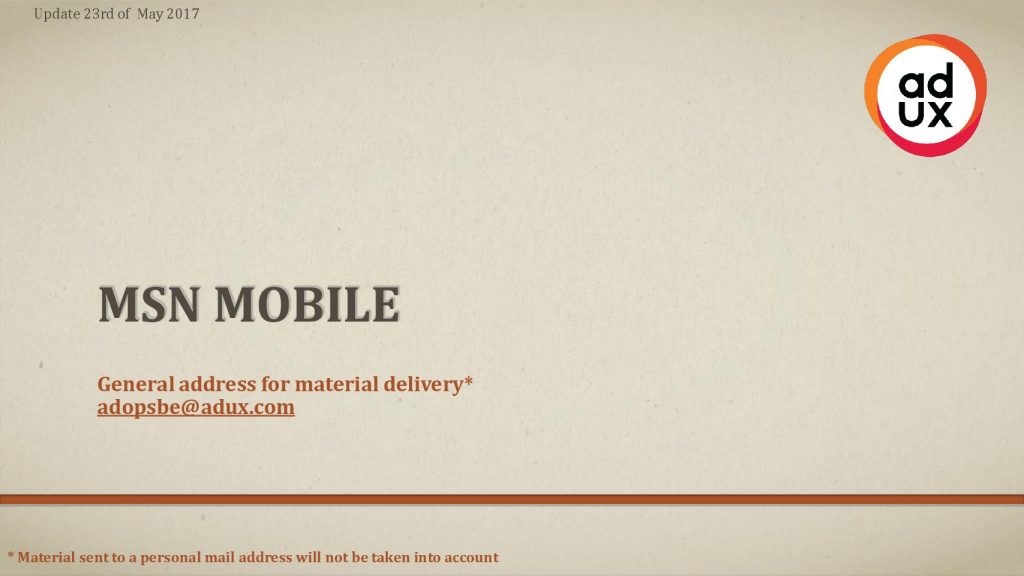 Update 23rd of May 2017
ad
ux
MSN MOBILE
General address for material delivery*
adopsbe@adux.com
* Material sent to a personal mail address will not be taken into account